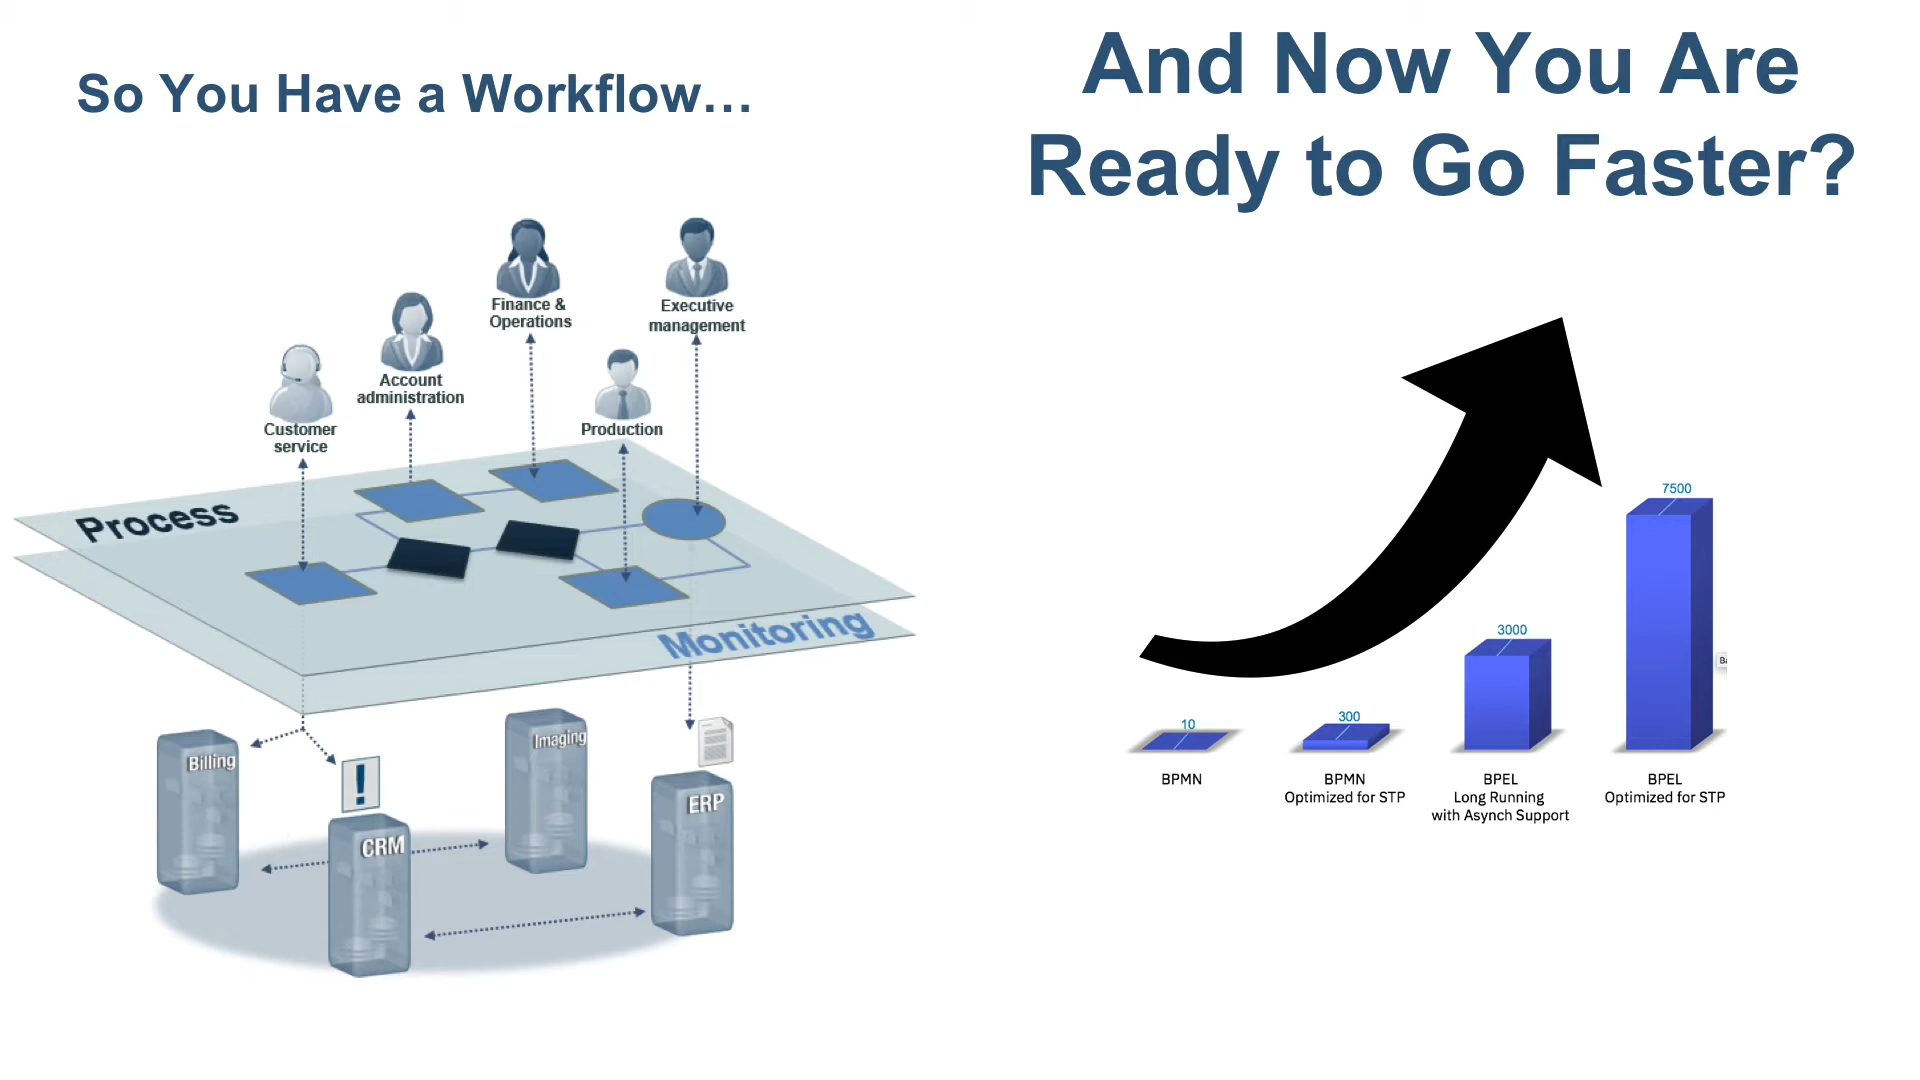 So You Have a Workflow…
And Now You Are
Ready to Go Faster?
Finance &
Operations
Executive
management
Account
administration
Customer
service
Production
Process
Monitoring
Billing
Imaging
!
CRM
ERP
7500
3000
300
10
BPMN
BPMN
Optimized for STP
BPEL
Long Running
with Asynch Support
BPEL
Optimized for STP